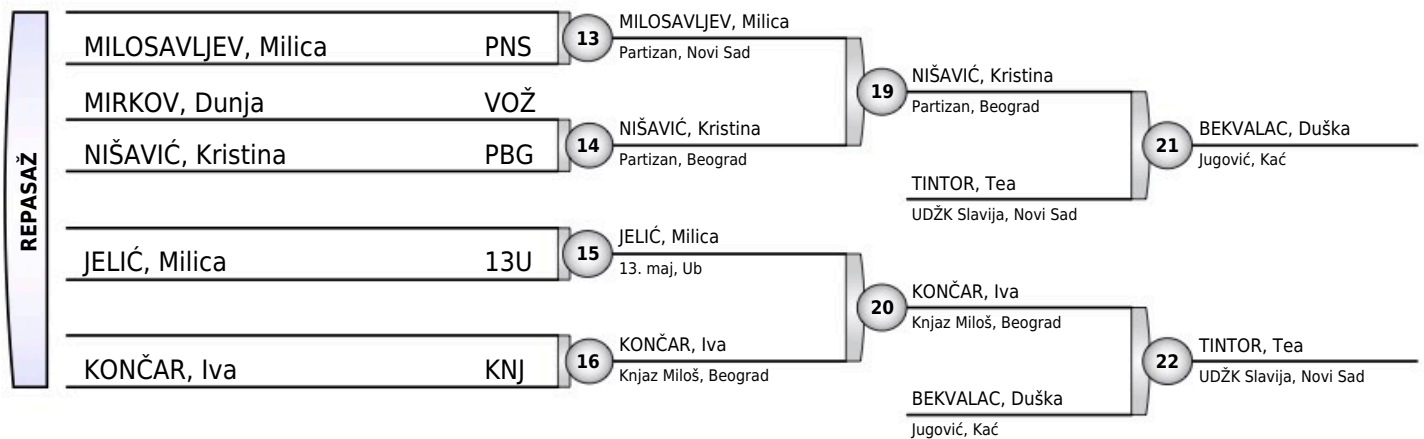 REPASAŽ
MILOSAVLJEV, Milica PNS
MIRKOV, Dunja VOŽ
NIŠAVIĆ, Kristina PBG
JELIĆ, Milica 13U
KONČAR, Iva KNJ
13
MILOSAVLJEV, Milica
Partizan, Novi Sad
14
NIŠAVIĆ, Kristina
Partizan, Beograd
15
JELIĆ, Milica
13. maj, Ub
16
KONČAR, Iva
Knjaz Miloš, Beograd
19
NIŠAVIĆ, Kristina
Partizan, Beograd
TINTOR, Tea
UDŽK Slavija, Novi Sad
20
KONČAR, Iva
Knjaz Miloš, Beograd
BEKVALAC, Duška
Jugović, Kać
21
BEKVALAC, Duška
Jugović, Kać
22
TINTOR, Tea
UDŽK Slavija, Novi Sad